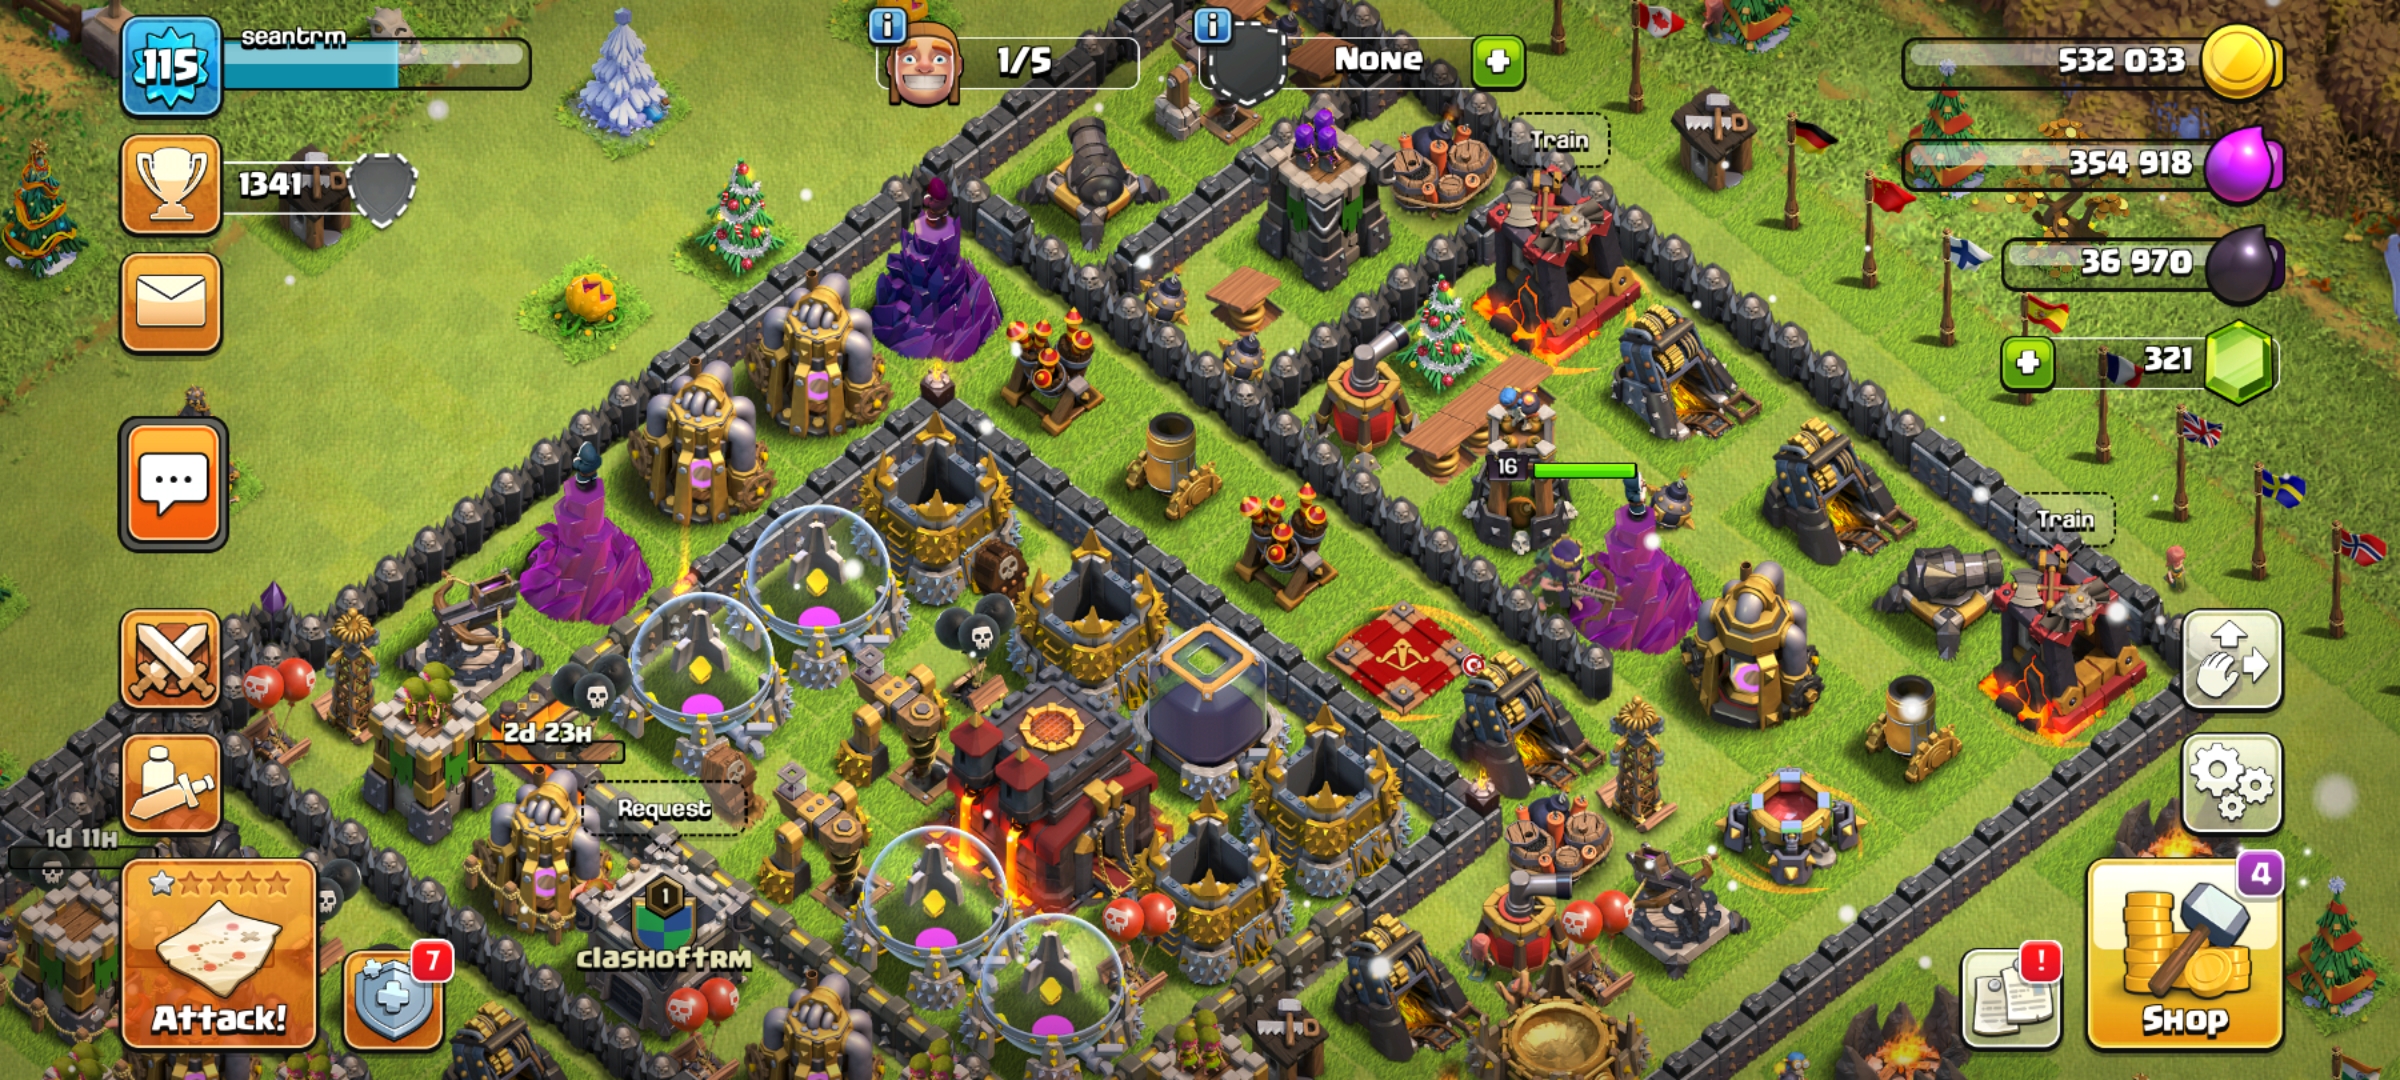 115
seantrm
1/5
None
532 033
1341
Train
354 918
36 970
321
16
Train
2d 23H
Request
1d 11H
1
clashoftrm
Attack!
7
!
4
Shop